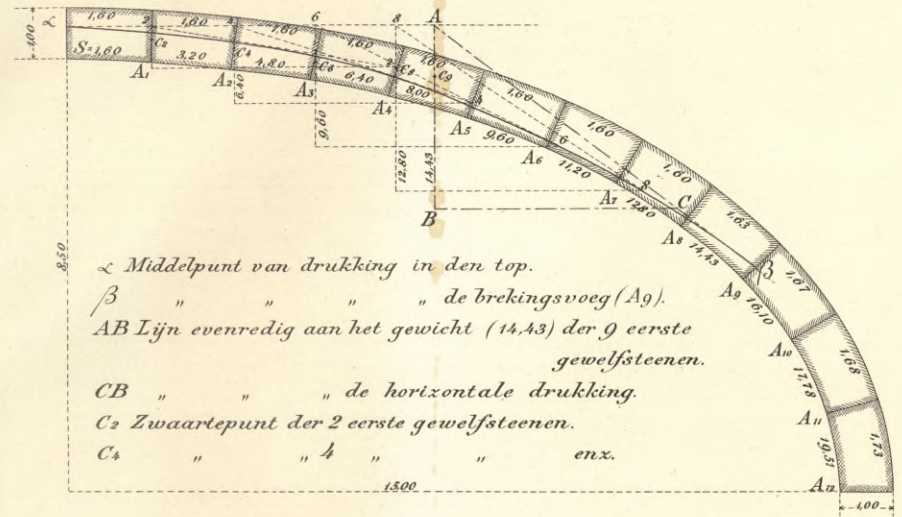 α 1,60 2 1,60 4 1,60 6 1,60 8 A
1,00 S=1,60 C2 3,20 C4 4,80 C6 6,40 C8 1,60 C9
A1 A2 A3 A4 8,00 A5 1,60
6,40 9,60 12,80 14,43
9,60 A6 6 1,60
11,20 A7 8 1,60
B 12,80 A8 C 1,63
14,43 A9 β 1,67
16,10 A10 1,68
17,78 A11 1,73
19,51 A12
8,50
α Middelpunt van drukking in den top.
β „ „ „ „ de brekingsvoeg (A9).
AB Lijn evenredig aan het gewicht (14,43) der 9 eerste
gewelfsteenen.
CB „ „ „ de horizontale drukking.
C2 Zwaartepunt der 2 eerste gewelfsteenen.
C4 „ „ 4 „ „ enz.
15,00
1,00